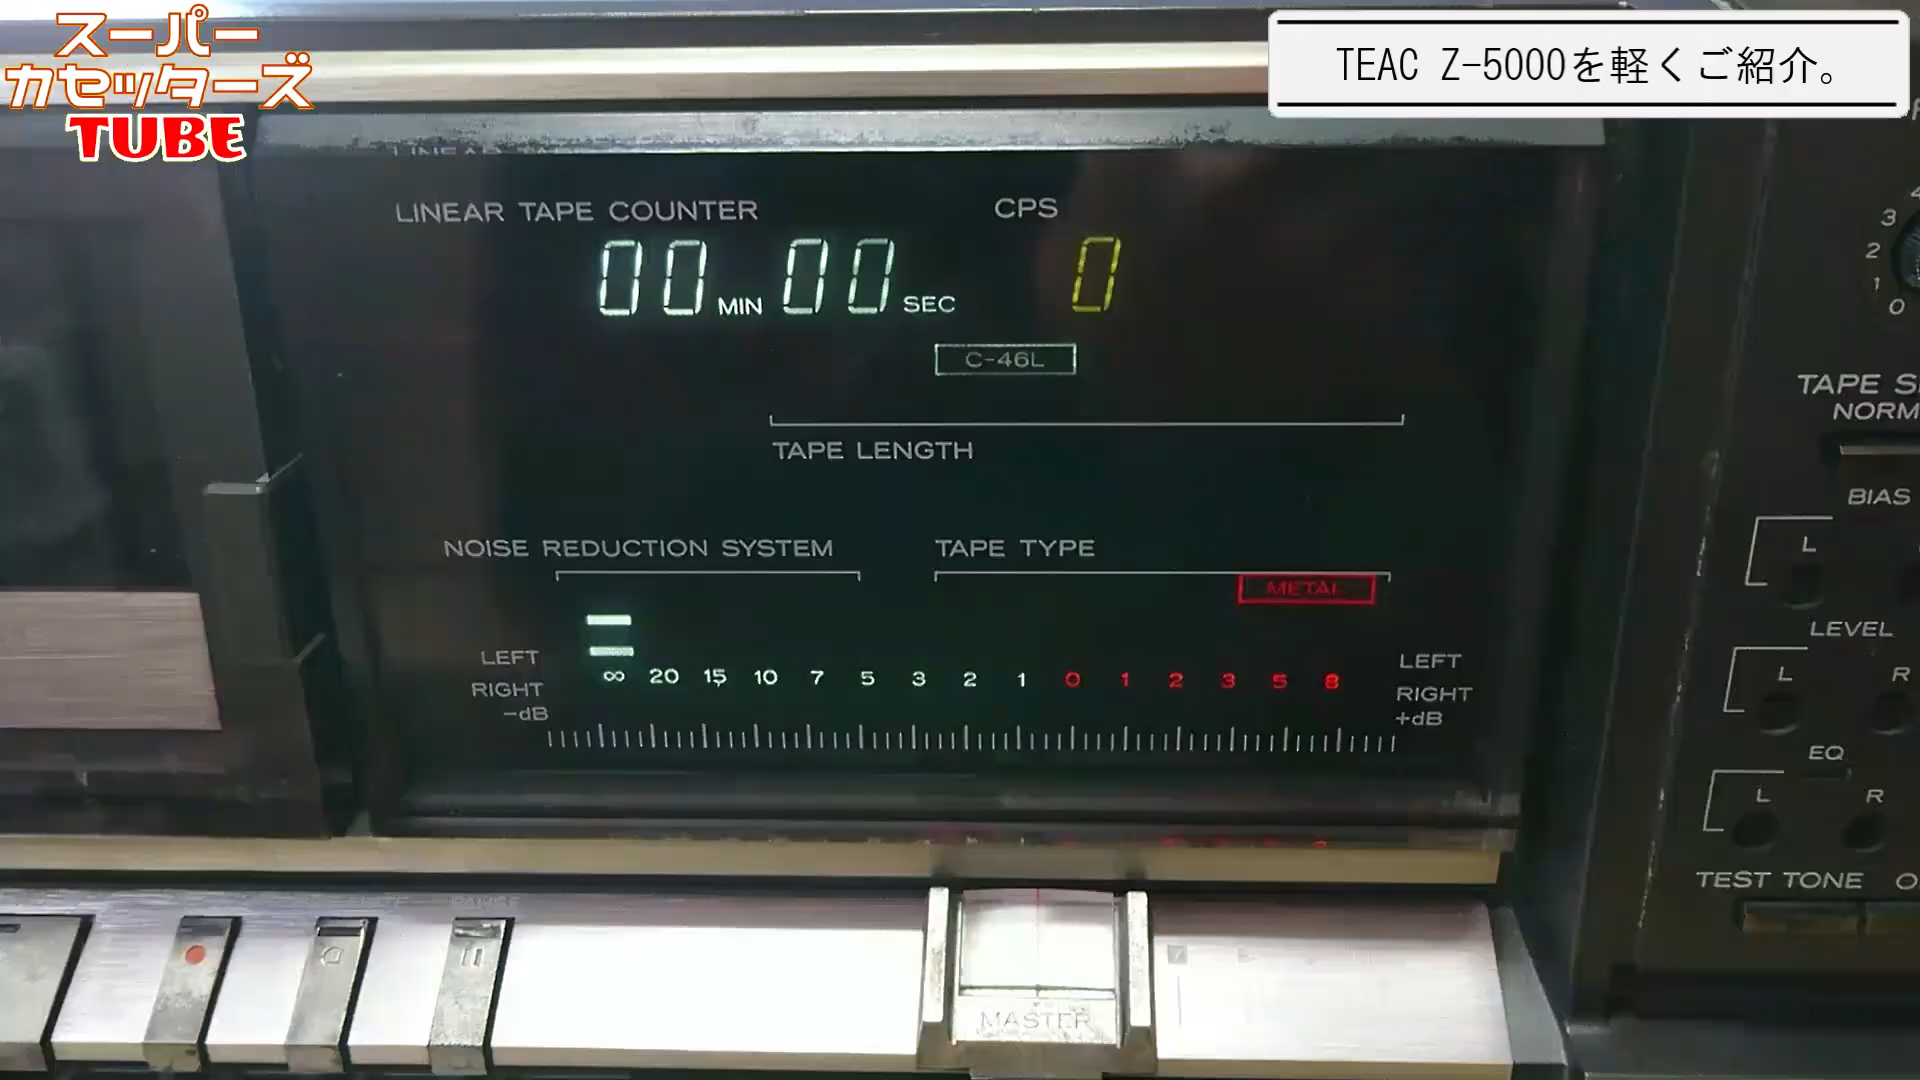 スーパー
カセッターズ
TUBE
TEAC Z-5000を軽くご紹介。
LINEAR TAPE COUNTER
CPS
00 MIN 00 SEC
0
C-46L
TAPE LENGTH
NOISE REDUCTION SYSTEM
TAPE TYPE
METAL
LEFT
∞ 20 15 10 7 5 3 2 1 0 1 2 3 5 8
LEFT
RIGHT
RIGHT
-dB
+dB
MASTER
3
2
1
0
TAPE
NORM
BIAS
L
LEVEL
L R
EQ
L R
TEST TONE